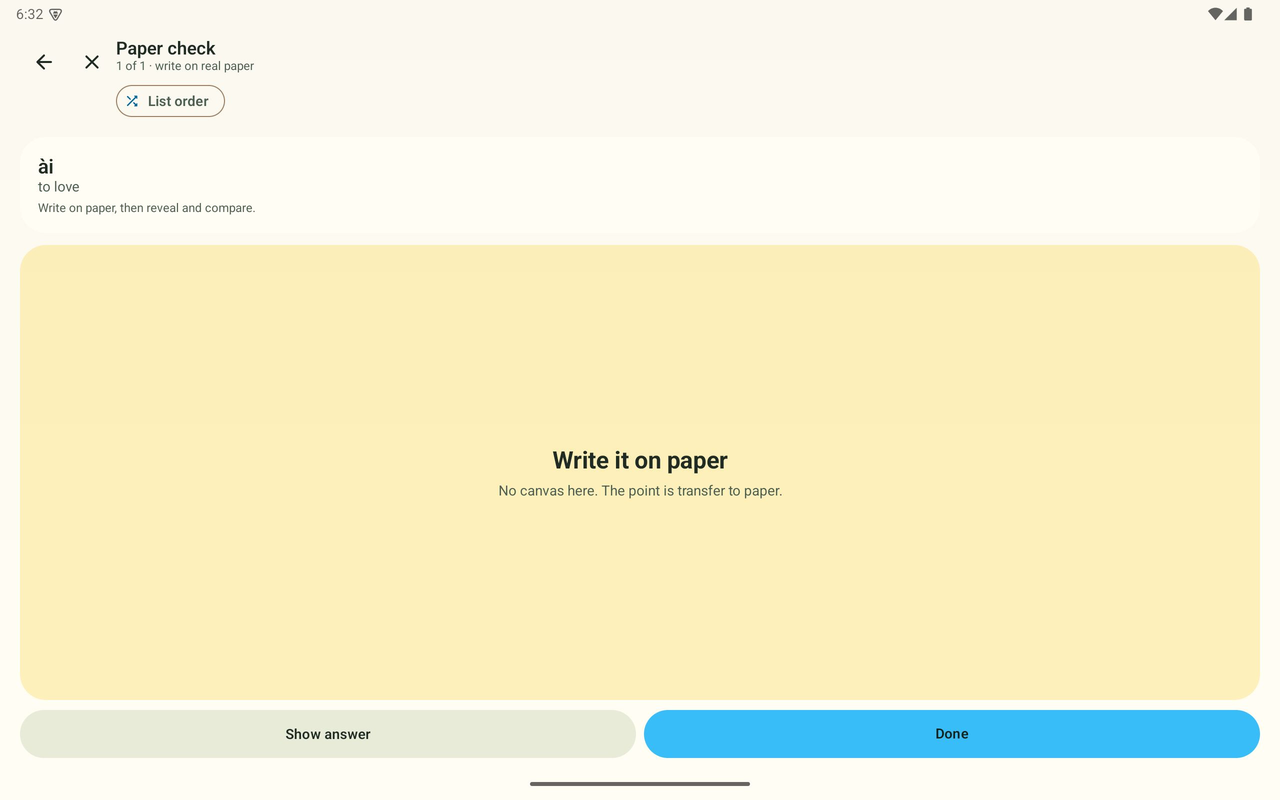 6:32
Paper check
1 of 1 · write on real paper
List order
ài
to love
Write on paper, then reveal and compare.
Write it on paper
No canvas here. The point is transfer to paper.
Show answer
Done